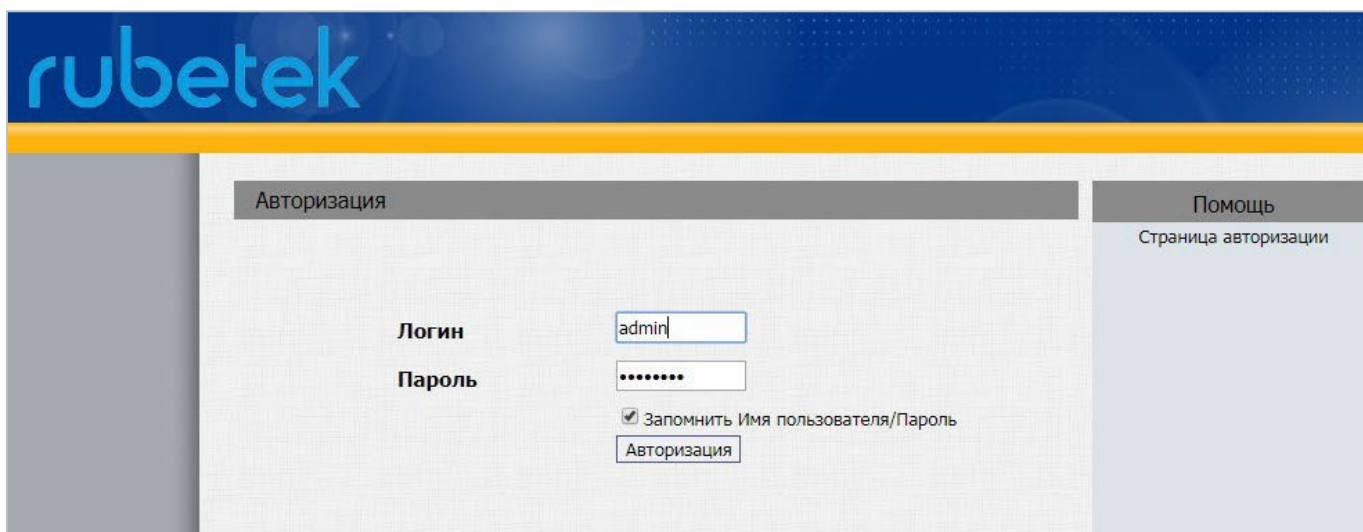 rubetek
Авторизация
Помощь
Страница авторизации
Логин
admin
Пароль
••••••••
Запомнить Имя пользователя/Пароль
Авторизация